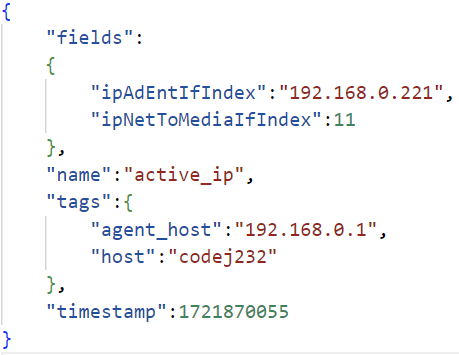 {
"fields":
{
"ipAdEntIfIndex":"192.168.0.221",
"ipNetToMediaIfIndex":11
},
"name":"active_ip",
"tags":{
"agent_host":"192.168.0.1",
"host":"codej232"
},
"timestamp":1721870055
}